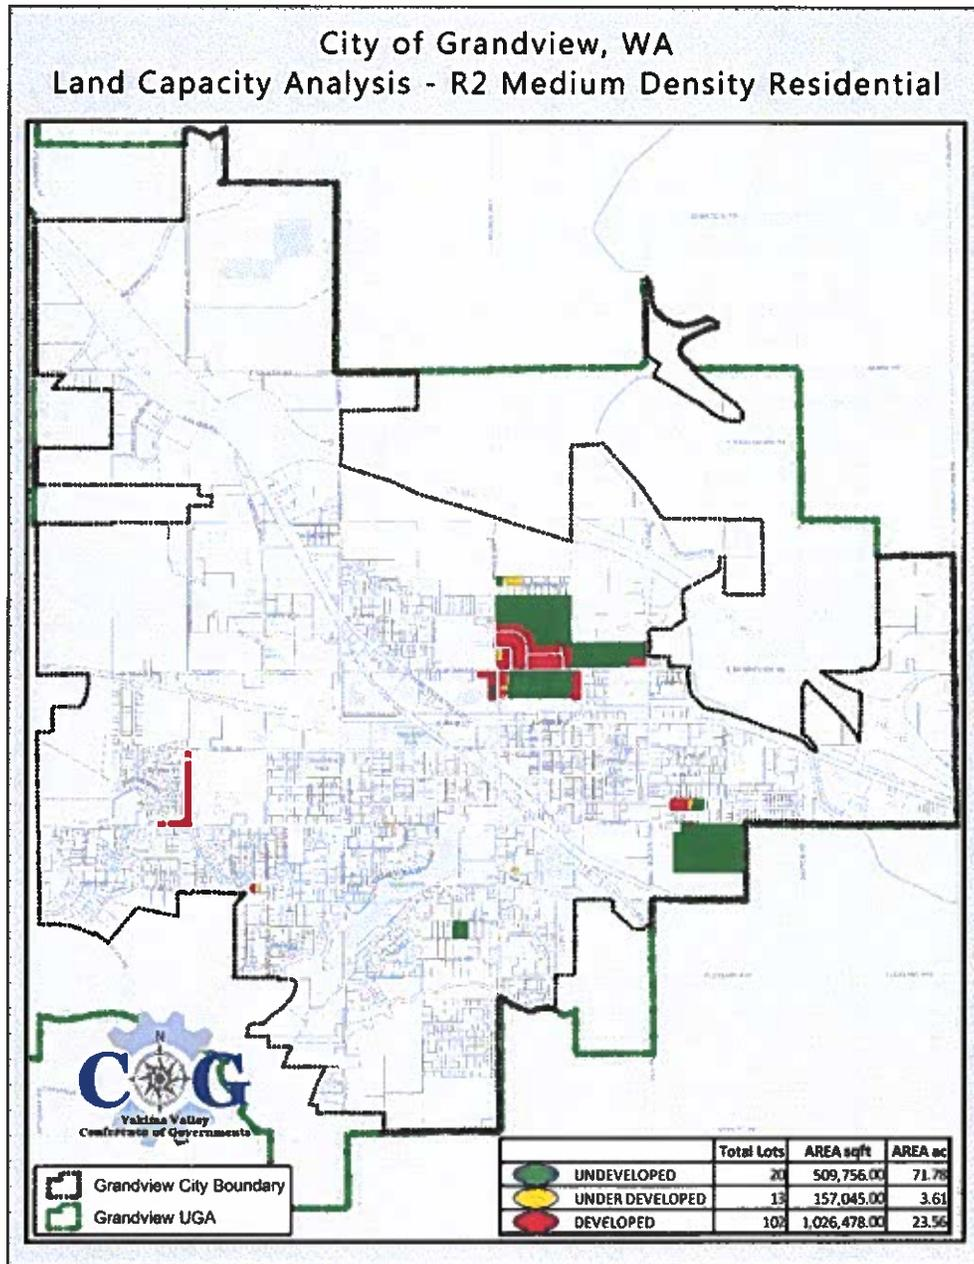 City of Grandview, WA
Land Capacity Analysis - R2 Medium Density Residential
N
COG
Yakima Valley
Conference of Governments
Grandview City Boundary
Grandview UGA
Total Lots AREA sqft AREA ac
UNDEVELOPED 20 509,756.00 71.78
UNDER DEVELOPED 13 157,045.00 3.61
DEVELOPED 102 1,026,478.00 23.56